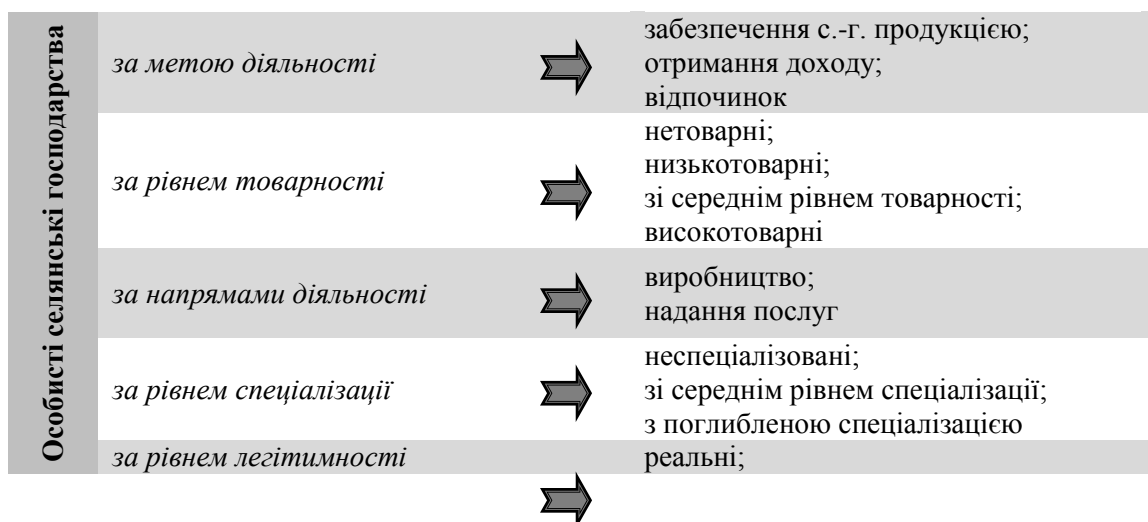 Особисті селянські господарства
за метою діяльності
забезпечення с.-г. продукцією;
отримання доходу;
відпочинок
за рівнем товарності
нетоварні;
низькотоварні;
зі середнім рівнем товарності;
високотоварні
за напрямами діяльності
виробництво;
надання послуг
за рівнем спеціалізації
неспеціалізовані;
зі середнім рівнем спеціалізації;
з поглибленою спеціалізацією
за рівнем легітимності
реальні;